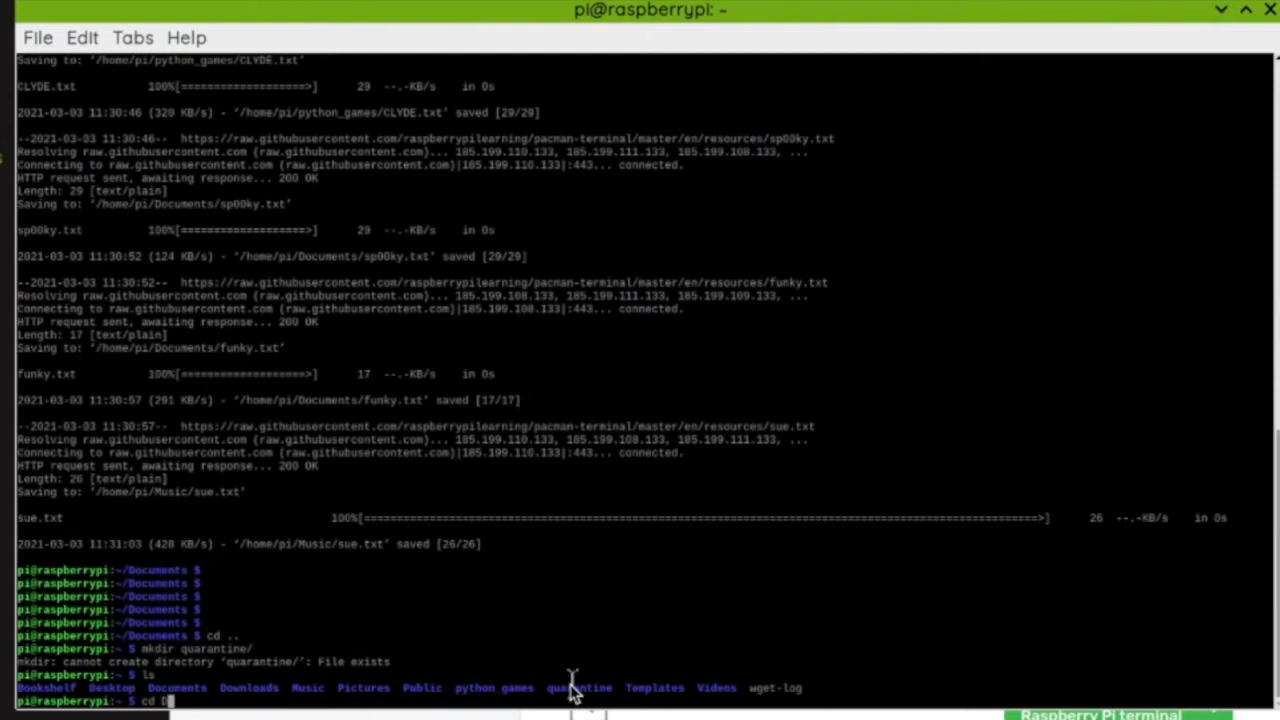 pi@raspberrypi: ~
File Edit Tabs Help
Saving to: ‘/home/pi/python_games/CLYDE.txt’
CLYDE.txt 100%[===================>] 29 --.-KB/s in 0s
2021-03-03 11:30:46 (320 KB/s) - ‘/home/pi/python_games/CLYDE.txt’ saved [29/29]
--2021-03-03 11:30:46-- https://raw.githubusercontent.com/raspberrypilearning/pacman-terminal/master/en/resources/sp00ky.txt
Resolving raw.githubusercontent.com (raw.githubusercontent.com)... 185.199.110.133, 185.199.111.133, 185.199.108.133, ...
Connecting to raw.githubusercontent.com (raw.githubusercontent.com)|185.199.110.133|:443... connected.
HTTP request sent, awaiting response... 200 OK
Length: 29 [text/plain]
Saving to: ‘/home/pi/Documents/sp00ky.txt’
sp00ky.txt 100%[===================>] 29 --.-KB/s in 0s
2021-03-03 11:30:52 (124 KB/s) - ‘/home/pi/Documents/sp00ky.txt’ saved [29/29]
--2021-03-03 11:30:52-- https://raw.githubusercontent.com/raspberrypilearning/pacman-terminal/master/en/resources/funky.txt
Resolving raw.githubusercontent.com (raw.githubusercontent.com)... 185.199.108.133, 185.199.111.133, 185.199.109.133, ...
Connecting to raw.githubusercontent.com (raw.githubusercontent.com)|185.199.108.133|:443... connected.
HTTP request sent, awaiting response... 200 OK
Length: 17 [text/plain]
Saving to: ‘/home/pi/Documents/funky.txt’
funky.txt 100%[===================>] 17 --.-KB/s in 0s
2021-03-03 11:30:57 (291 KB/s) - ‘/home/pi/Documents/funky.txt’ saved [17/17]
--2021-03-03 11:30:57-- https://raw.githubusercontent.com/raspberrypilearning/pacman-terminal/master/en/resources/sue.txt
Resolving raw.githubusercontent.com (raw.githubusercontent.com)... 185.199.110.133, 185.199.108.133, 185.199.111.133, ...
Connecting to raw.githubusercontent.com (raw.githubusercontent.com)|185.199.110.133|:443... connected.
HTTP request sent, awaiting response... 200 OK
Length: 26 [text/plain]
Saving to: ‘/home/pi/Music/sue.txt’
sue.txt 100%[========================================================================================================>] 26 --.-KB/s in 0s
2021-03-03 11:31:03 (428 KB/s) - ‘/home/pi/Music/sue.txt’ saved [26/26]
pi@raspberrypi:~/Documents $
pi@raspberrypi:~/Documents $
pi@raspberrypi:~/Documents $
pi@raspberrypi:~/Documents $
pi@raspberrypi:~/Documents $
pi@raspberrypi:~/Documents $ cd ..
pi@raspberrypi:~ $ mkdir quarantine/
mkdir: cannot create directory ‘quarantine/’: File exists
pi@raspberrypi:~ $ ls
Bookshelf Desktop Documents Downloads Music Pictures Public python_games quarantine Templates Videos wget-log
pi@raspberrypi:~ $ cd D
Raspberry Pi terminal